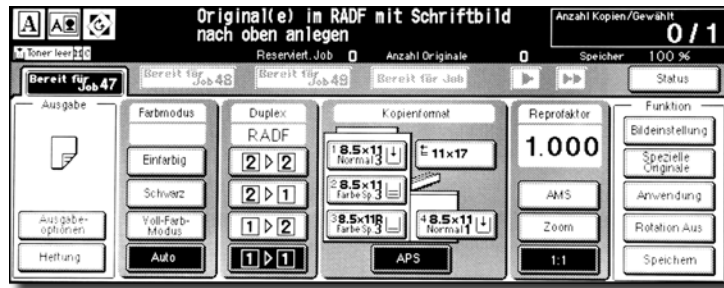 A A
Original(e) im RADF mit Schriftbild
nach oben anlegen
Anzahl Kopien/Gewählt
0/1
Toner leer
Reserviert. Job 0 Anzahl Originale 0 Speicher 100 %
Bereit für Job 47
Bereit für Job 48
Bereit für Job 49
Bereit für Job
Status
Ausgabe
Ausgabe-
optionen
Heftung
Farbmodus
Einfarbig
Schwarz
Voll-Farb-
Modus
Auto
Duplex
RADF
2 ▷ 2
2 ▷ 1
1 ▷ 2
1 ▷ 1
Kopienformat
1 8.5×11
Normal 3
11×17
2 8.5×11
Farbe Sp 3
3 8.5×11R
Farbe Sp 3
4 8.5×11
Normal 1
APS
Reprofaktor
1.000
AMS
Zoom
1:1
Funktion
Bildeinstellung
Spezielle
Originale
Anwendung
Rotation Aus
Speichern